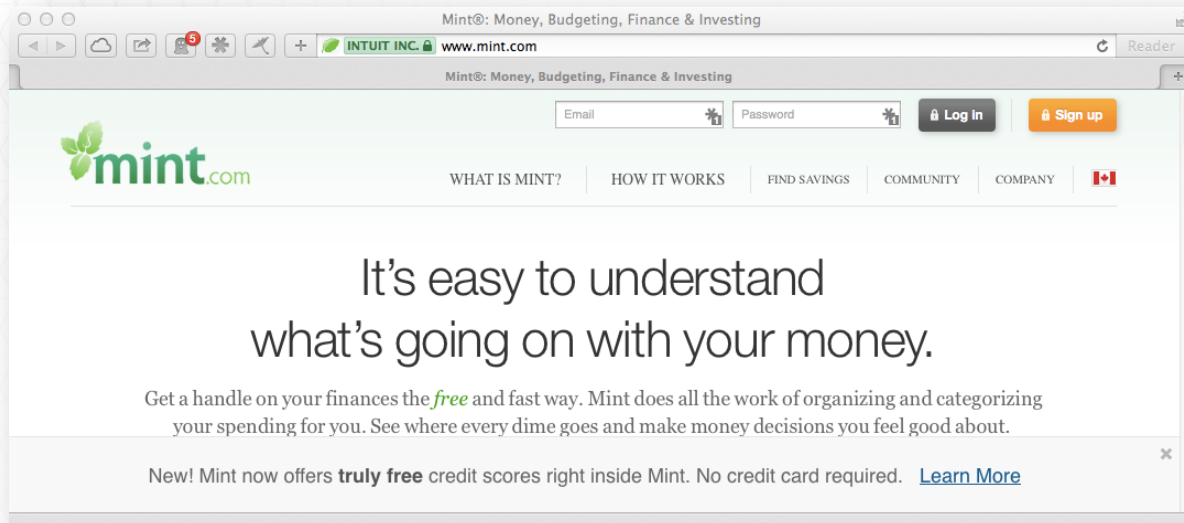 Mint®: Money, Budgeting, Finance & Investing
5
+
INTUIT INC. www.mint.com
Reader
Mint®: Money, Budgeting, Finance & Investing
+
Email
1
Password
1
Log In
Sign up
mint.com
WHAT IS MINT?
HOW IT WORKS
FIND SAVINGS
COMMUNITY
COMPANY
It's easy to understand
what's going on with your money.
Get a handle on your finances the free and fast way. Mint does all the work of organizing and categorizing
your spending for you. See where every dime goes and make money decisions you feel good about.
New! Mint now offers truly free credit scores right inside Mint. No credit card required. Learn More